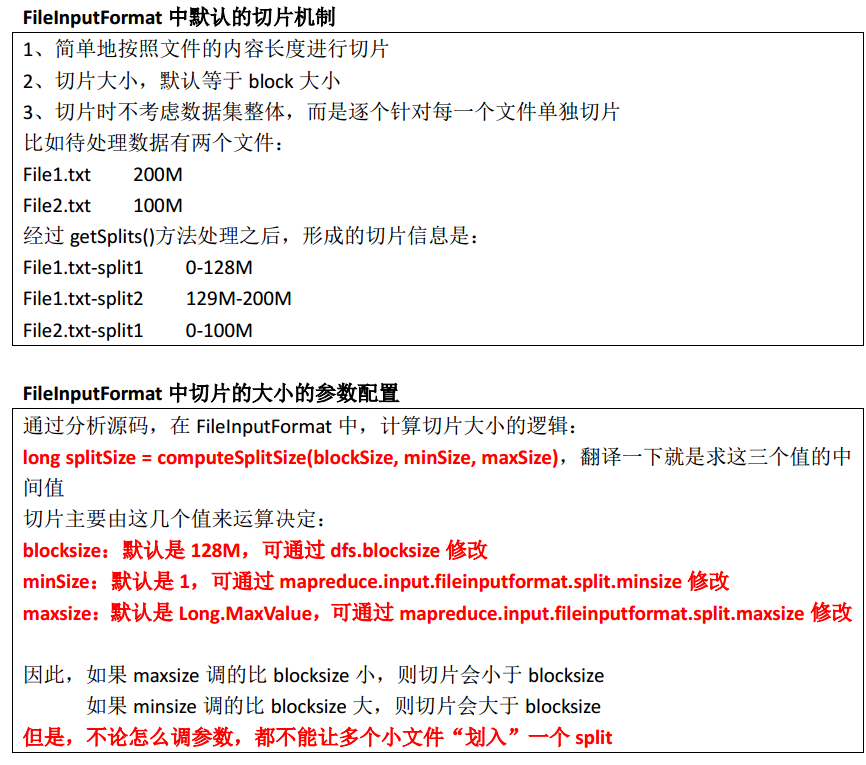 FileInputFormat 中默认的切片机制
1、简单地按照文件的内容长度进行切片
2、切片大小，默认等于 block 大小
3、切片时不考虑数据集整体，而是逐个针对每一个文件单独切片
比如待处理数据有两个文件：
File1.txt 200M
File2.txt 100M
经过 getSplits()方法处理之后，形成的切片信息是：
File1.txt-split1 0-128M
File1.txt-split2 129M-200M
File2.txt-split1 0-100M
FileInputFormat 中切片的大小的参数配置
通过分析源码，在 FileInputFormat 中，计算切片大小的逻辑：
long splitSize = computeSplitSize(blockSize, minSize, maxSize)，翻译一下就是求这三个值的中
间值
切片主要由这几个值来运算决定：
blocksize：默认是 128M，可通过 dfs.blocksize 修改
minSize：默认是 1，可通过 mapreduce.input.fileinputformat.split.minsize 修改
maxsize：默认是 Long.MaxValue，可通过 mapreduce.input.fileinputformat.split.maxsize 修改
因此，如果 maxsize 调的比 blocksize 小，则切片会小于 blocksize
如果 minsize 调的比 blocksize 大，则切片会大于 blocksize
但是，不论怎么调参数，都不能让多个小文件“划入”一个 split